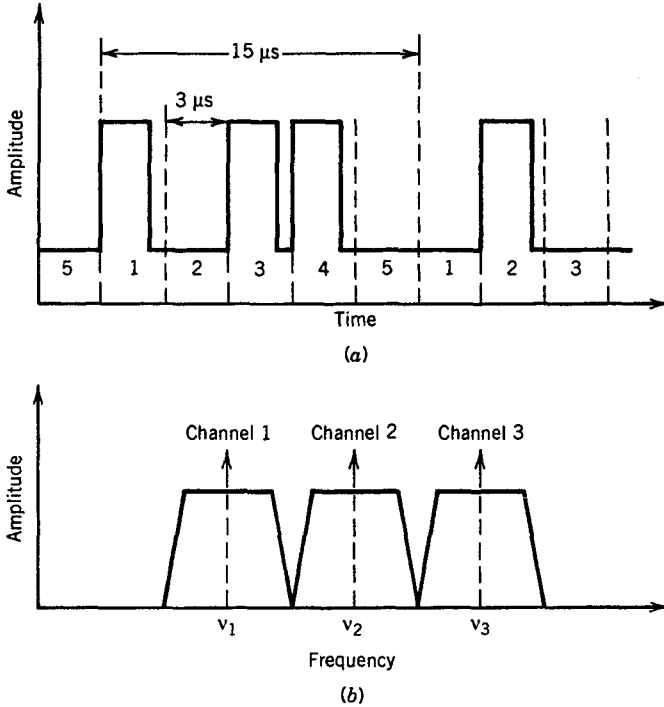 15 μs
3 μs
Amplitude
5 1 2 3 4 5 1 2 3
Time
(a)
Channel 1 Channel 2 Channel 3
Amplitude
ν1 ν2 ν3
Frequency
(b)